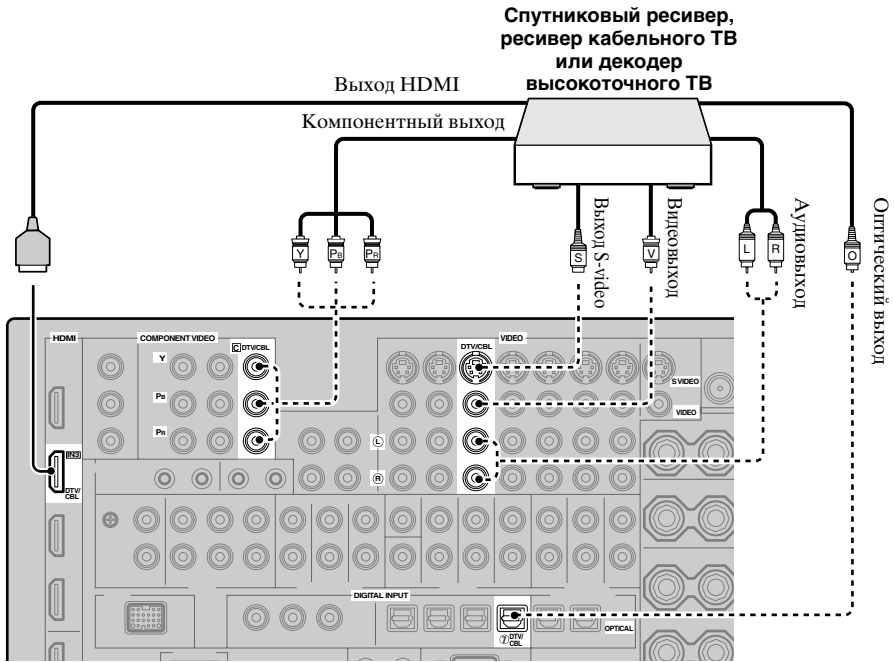 Спутниковый ресивер,
ресивер кабельного ТВ
или декодер
высокоточного ТВ
Выход HDMI
Компонентный выход
Выход S-video
Видеовыход
Аудиовыход
Оптический выход
Y
PB
PR
S
V
L
R
O
HDMI
COMPONENT VIDEO
C DTV/CBL
VIDEO
DTV/CBL
Y
PB
PR
S VIDEO
VIDEO
L
R
IN3
DTV/
CBL
DIGITAL INPUT
OPTICAL
7 DTV/
CBL